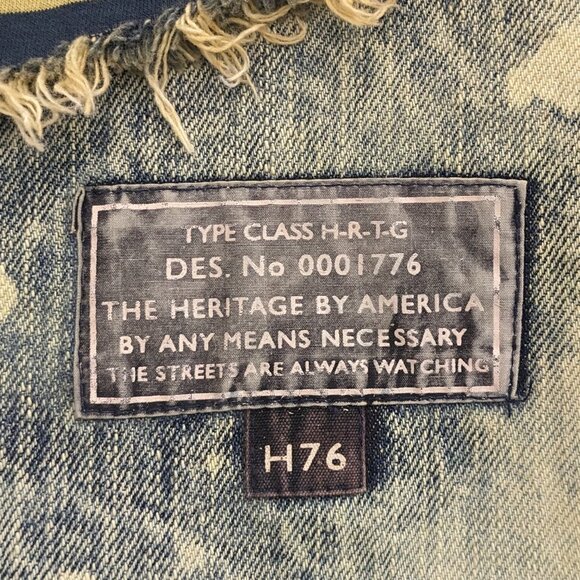 TYPE CLASS H-R-T-G
DES. No 0001776
THE HERITAGE BY AMERICA
BY ANY MEANS NECESSARY
THE STREETS ARE ALWAYS WATCHING
H76